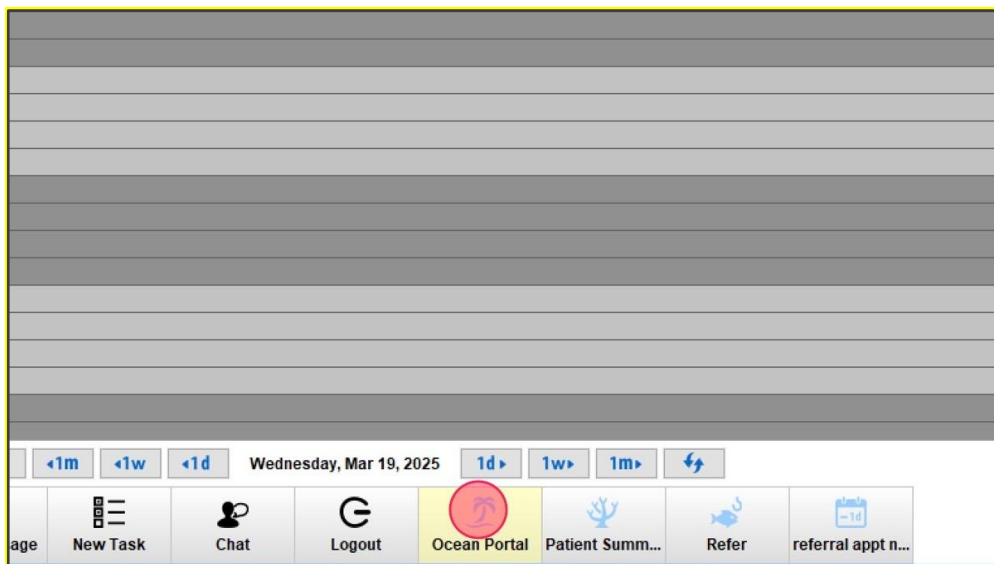 ◂1m ◂1w ◂1d Wednesday, Mar 19, 2025 1d▸ 1w▸ 1m▸
age New Task Chat Logout Ocean Portal Patient Summ... Refer -1d referral appt n...